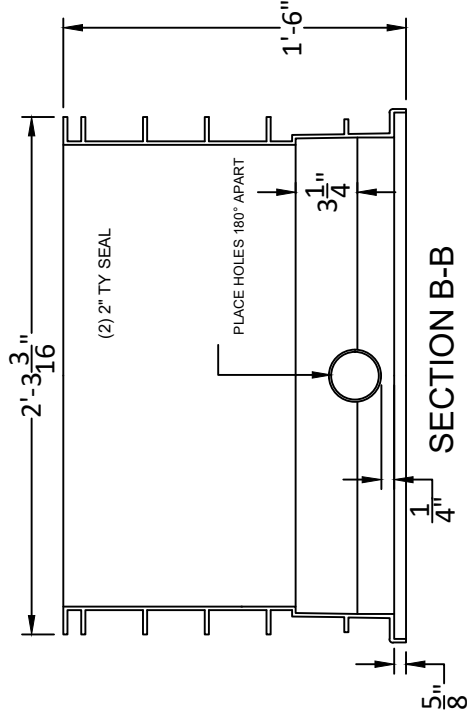 2'-3 3/16"
1'-6"
(2) 2" TY SEAL
PLACE HOLES 180° APART
3 1/4"
1/4"
5/8"
SECTION B-B